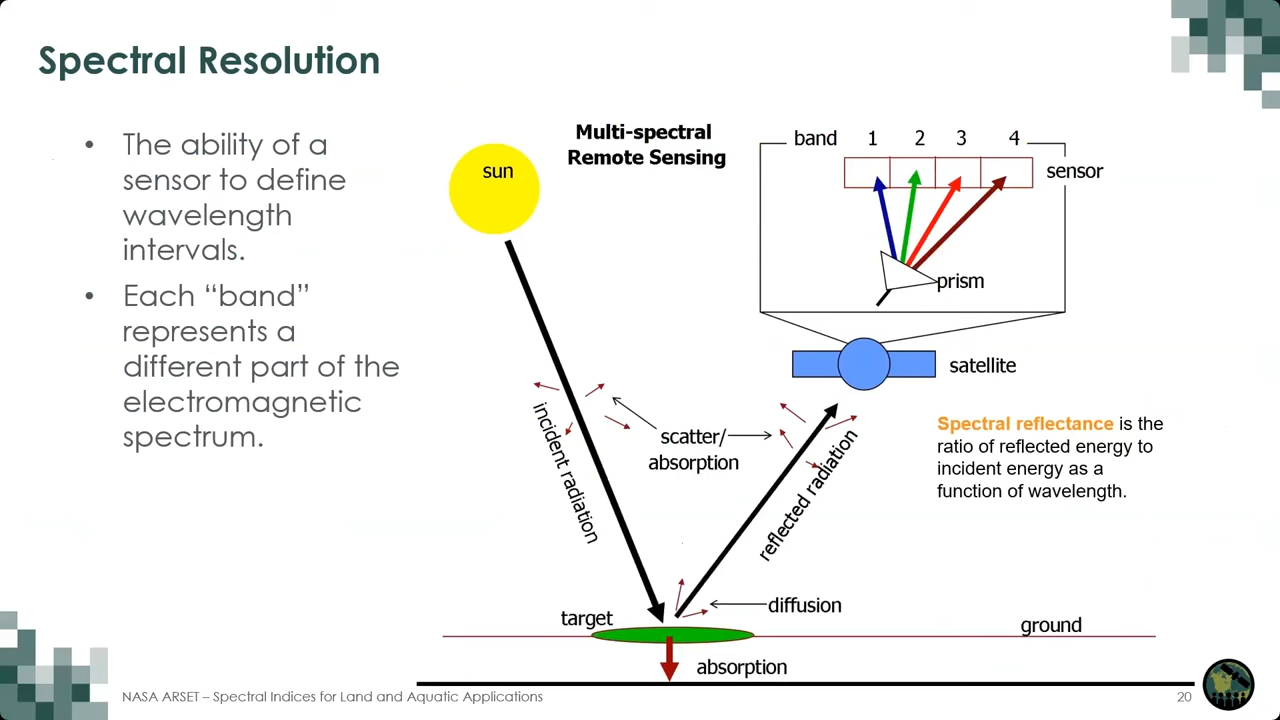 Spectral Resolution
• The ability of a
sensor to define
wavelength
intervals.
• Each “band”
represents a
different part of the
electromagnetic
spectrum.
Multi-spectral
Remote Sensing
sun
band 1 2 3 4
sensor
prism
satellite
incident radiation
scatter/
absorption
reflected radiation
Spectral reflectance is the
ratio of reflected energy to
incident energy as a
function of wavelength.
diffusion
target
ground
absorption
NASA ARSET – Spectral Indices for Land and Aquatic Applications
20